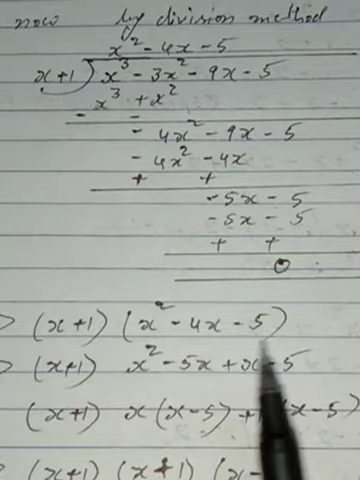 now by division method
x² - 4x - 5
x+1 ) x³ - 3x² - 9x - 5
x³ + x²
- -
- 4x² - 9x - 5
- 4x² - 4x
+ +
- 5x - 5
- 5x - 5
+ +
0
(x+1) (x² - 4x - 5)
(x+1) x² - 5x + x - 5
(x+1) x(x-5) + (x-5)
(x+1) (x+1) (x-